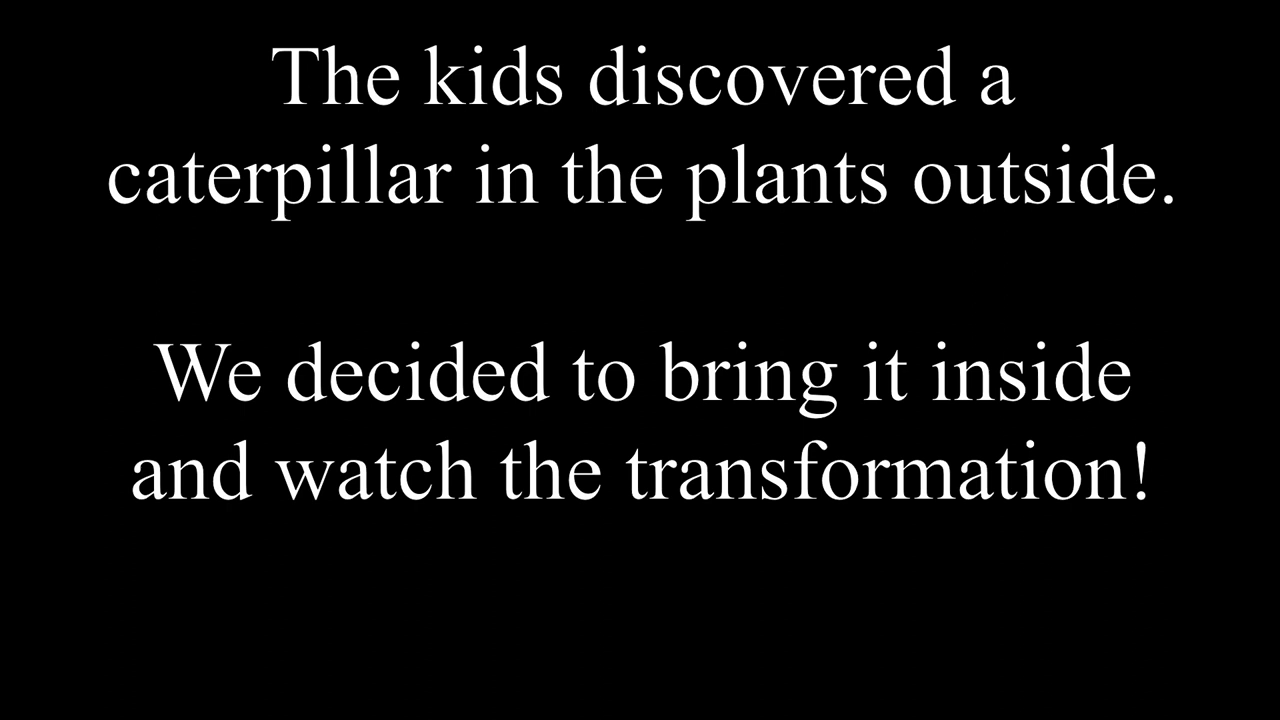 The kids discovered a
caterpillar in the plants outside.
We decided to bring it inside
and watch the transformation!